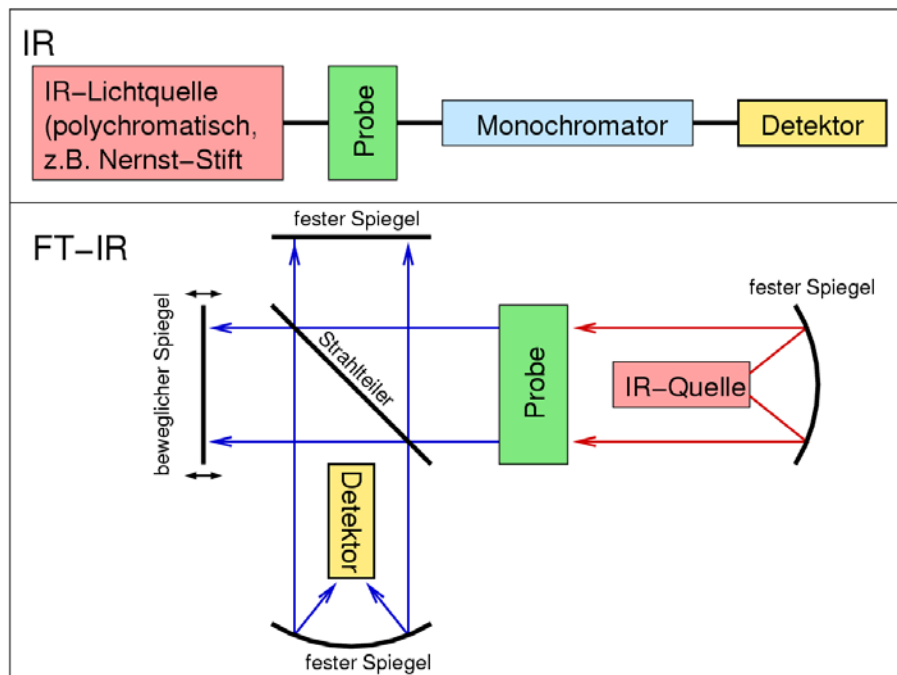 IR
IR–Lichtquelle
(polychromatisch,
z.B. Nernst–Stift
Probe
Monochromator
Detektor
FT–IR
fester Spiegel
fester Spiegel
beweglicher Spiegel
Strahlteiler
Probe
IR–Quelle
Detektor
fester Spiegel